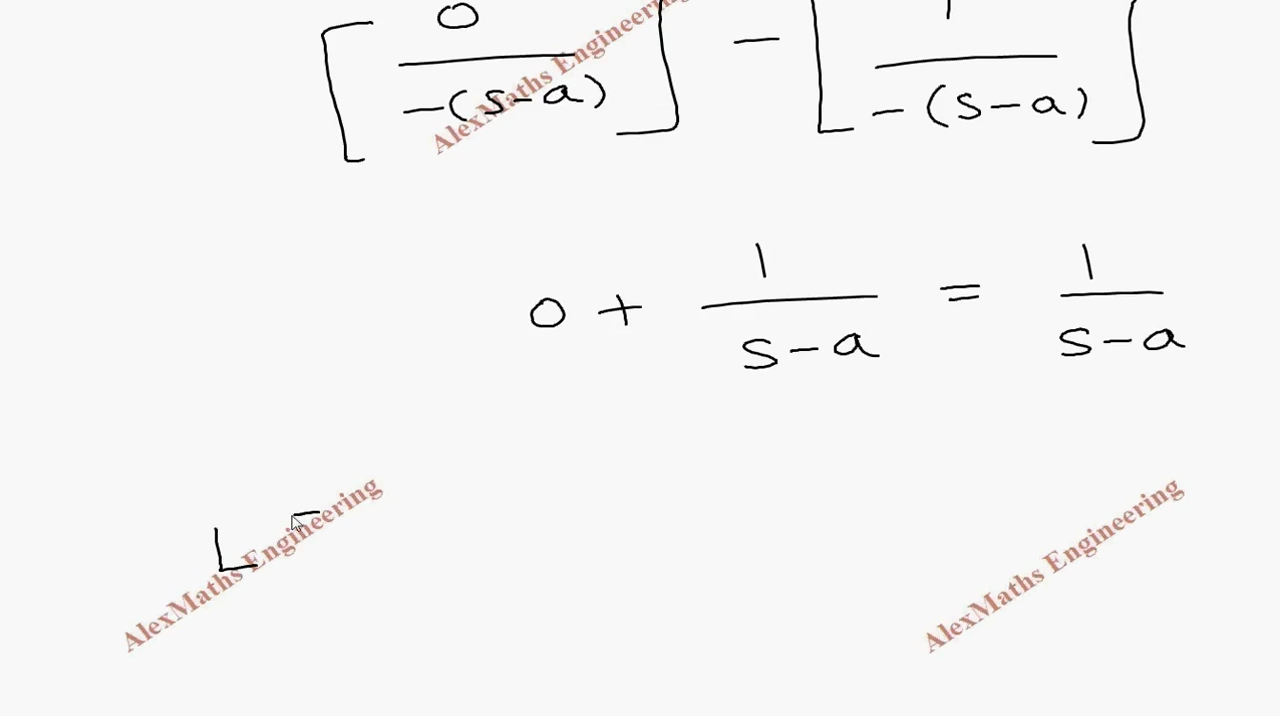 [0/-(s-a)] - [1/-(s-a)]
AlexMaths Engineering
0 + 1/s-a = 1/s-a
L [
AlexMaths Engineering
AlexMaths Engineering